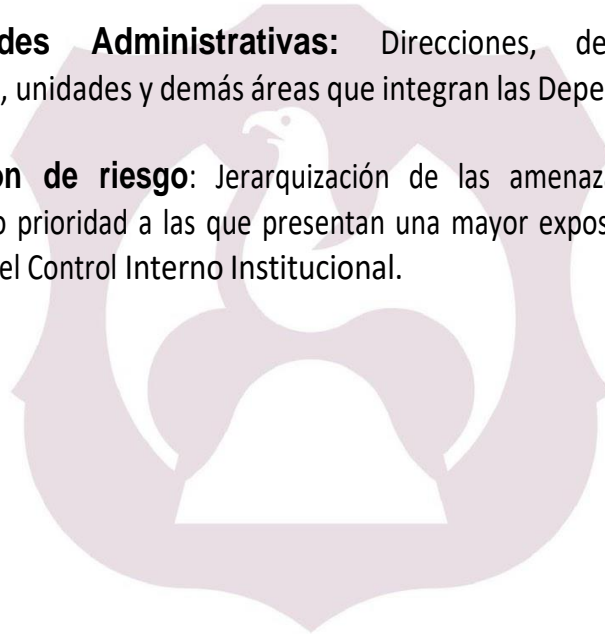 des Administrativas: Direcciones, de
, unidades y demás áreas que integran las Depe
n de riesgo: Jerarquización de las amenaz
o prioridad a las que presentan una mayor expos
el Control Interno Institucional.